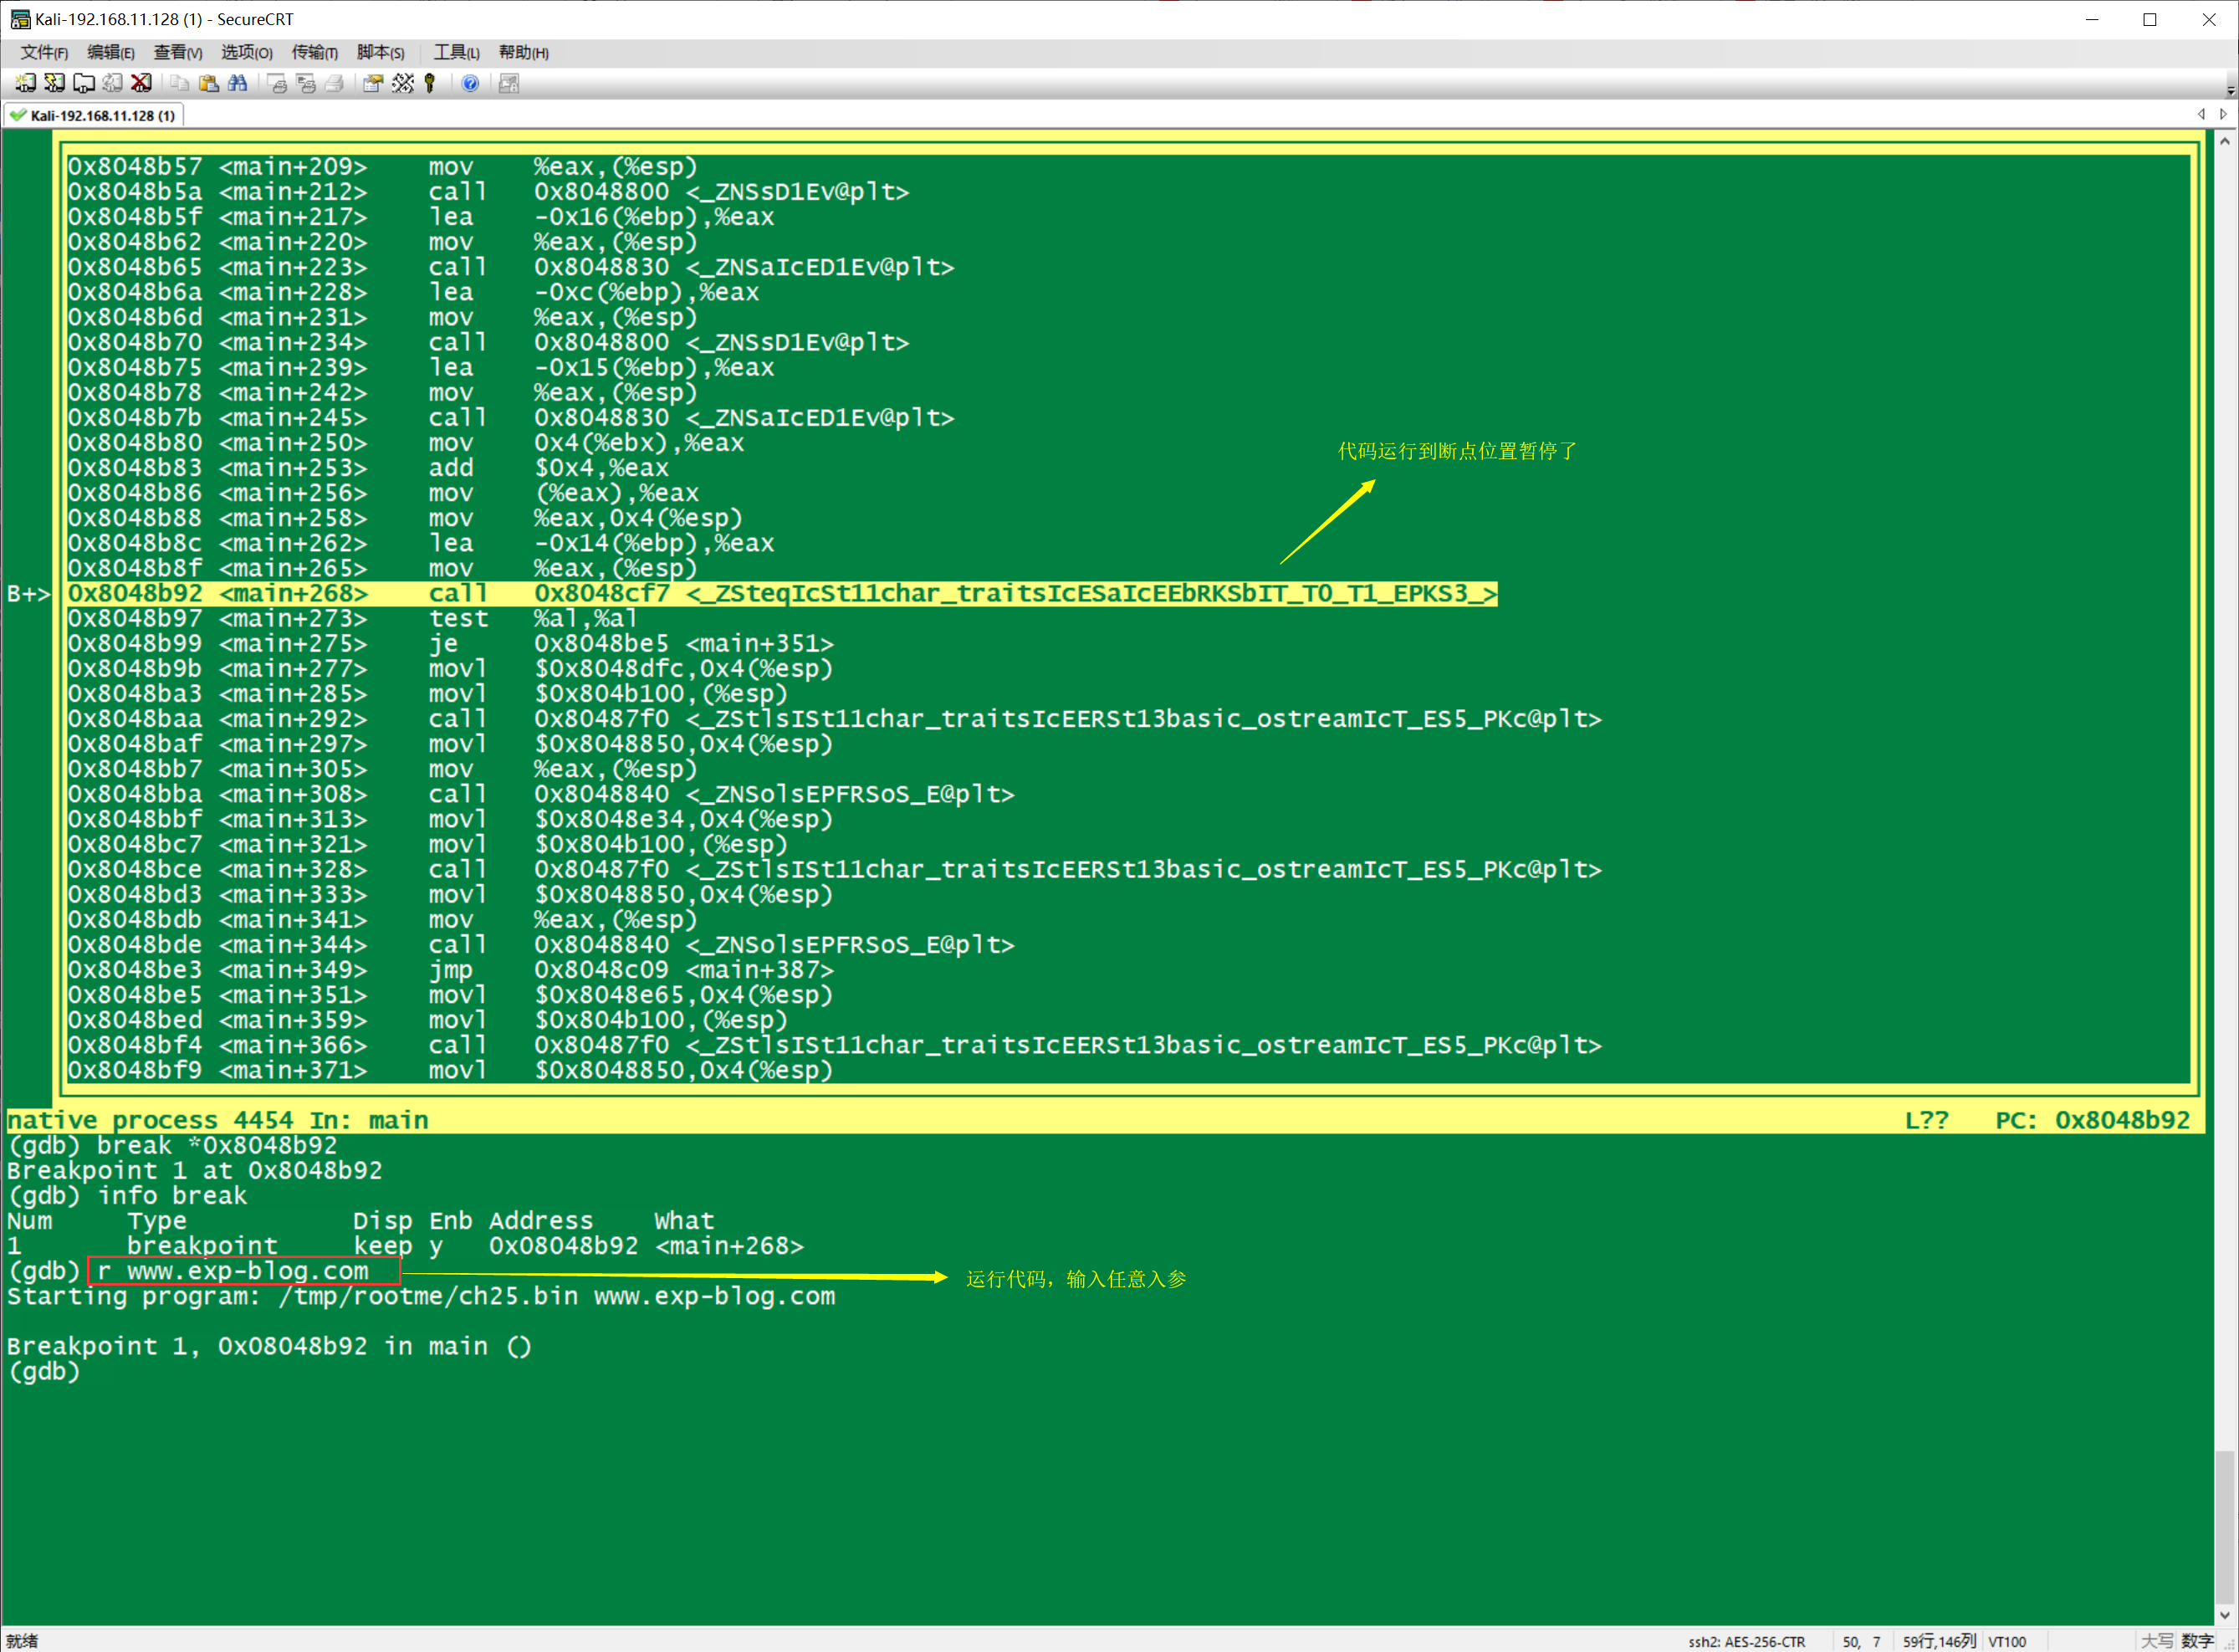 Kali-192.168.11.128 (1) - SecureCRT
文件(F) 编辑(E) 查看(V) 选项(O) 传输(T) 脚本(S) 工具(L) 帮助(H)
Kali-192.168.11.128 (1)
0x8048b57 <main+209> mov %eax,(%esp)
0x8048b5a <main+212> call 0x8048800 <_ZNSsD1Ev@plt>
0x8048b5f <main+217> lea -0x16(%ebp),%eax
0x8048b62 <main+220> mov %eax,(%esp)
0x8048b65 <main+223> call 0x8048830 <_ZNSaIcED1Ev@plt>
0x8048b6a <main+228> lea -0xc(%ebp),%eax
0x8048b6d <main+231> mov %eax,(%esp)
0x8048b70 <main+234> call 0x8048800 <_ZNSsD1Ev@plt>
0x8048b75 <main+239> lea -0x15(%ebp),%eax
0x8048b78 <main+242> mov %eax,(%esp)
0x8048b7b <main+245> call 0x8048830 <_ZNSaIcED1Ev@plt>
0x8048b80 <main+250> mov 0x4(%ebx),%eax
代码运行到断点位置暂停了
0x8048b83 <main+253> add $0x4,%eax
0x8048b86 <main+256> mov (%eax),%eax
0x8048b88 <main+258> mov %eax,0x4(%esp)
0x8048b8c <main+262> lea -0x14(%ebp),%eax
0x8048b8f <main+265> mov %eax,(%esp)
B+> 0x8048b92 <main+268> call 0x8048cf7 <_ZSteqIcSt11char_traitsIcESaIcEEbRKSbIT_T0_T1_EPKS3_>
0x8048b97 <main+273> test %al,%al
0x8048b99 <main+275> je 0x8048be5 <main+351>
0x8048b9b <main+277> movl $0x8048dfc,0x4(%esp)
0x8048ba3 <main+285> movl $0x804b100,(%esp)
0x8048baa <main+292> call 0x80487f0 <_ZStlsISt11char_traitsIcEERSt13basic_ostreamIcT_ES5_PKc@plt>
0x8048baf <main+297> movl $0x8048850,0x4(%esp)
0x8048bb7 <main+305> mov %eax,(%esp)
0x8048bba <main+308> call 0x8048840 <_ZNSolsEPFRSoS_E@plt>
0x8048bbf <main+313> movl $0x8048e34,0x4(%esp)
0x8048bc7 <main+321> movl $0x804b100,(%esp)
0x8048bce <main+328> call 0x80487f0 <_ZStlsISt11char_traitsIcEERSt13basic_ostreamIcT_ES5_PKc@plt>
0x8048bd3 <main+333> movl $0x8048850,0x4(%esp)
0x8048bdb <main+341> mov %eax,(%esp)
0x8048bde <main+344> call 0x8048840 <_ZNSolsEPFRSoS_E@plt>
0x8048be3 <main+349> jmp 0x8048c09 <main+387>
0x8048be5 <main+351> movl $0x8048e65,0x4(%esp)
0x8048bed <main+359> movl $0x804b100,(%esp)
0x8048bf4 <main+366> call 0x80487f0 <_ZStlsISt11char_traitsIcEERSt13basic_ostreamIcT_ES5_PKc@plt>
0x8048bf9 <main+371> movl $0x8048850,0x4(%esp)
native process 4454 In: main L?? PC: 0x8048b92
(gdb) break *0x8048b92
Breakpoint 1 at 0x8048b92
(gdb) info break
Num Type Disp Enb Address What
1 breakpoint keep y 0x08048b92 <main+268>
(gdb) r www.exp-blog.com
运行代码，输入任意入参
Starting program: /tmp/rootme/ch25.bin www.exp-blog.com
Breakpoint 1, 0x08048b92 in main ()
(gdb)
就绪 ssh2: AES-256-CTR 50, 7 59行,146列 VT100 大写 数字